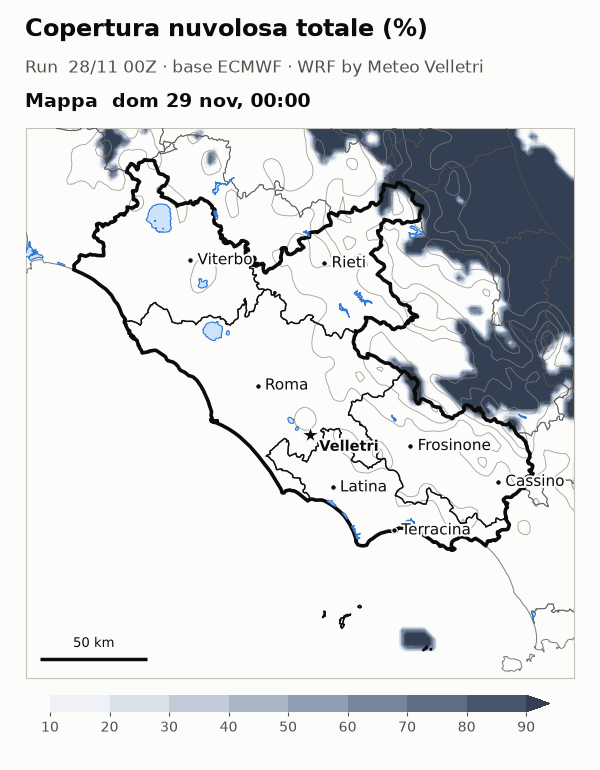 Copertura nuvolosa totale (%)
Run 28/11 00Z · base ECMWF · WRF by Meteo Velletri
Mappa dom 29 nov, 00:00
Viterbo
Rieti
Roma
Velletri
Frosinone
Latina
Cassino
Terracina
50 km
10 20 30 40 50 60 70 80 90